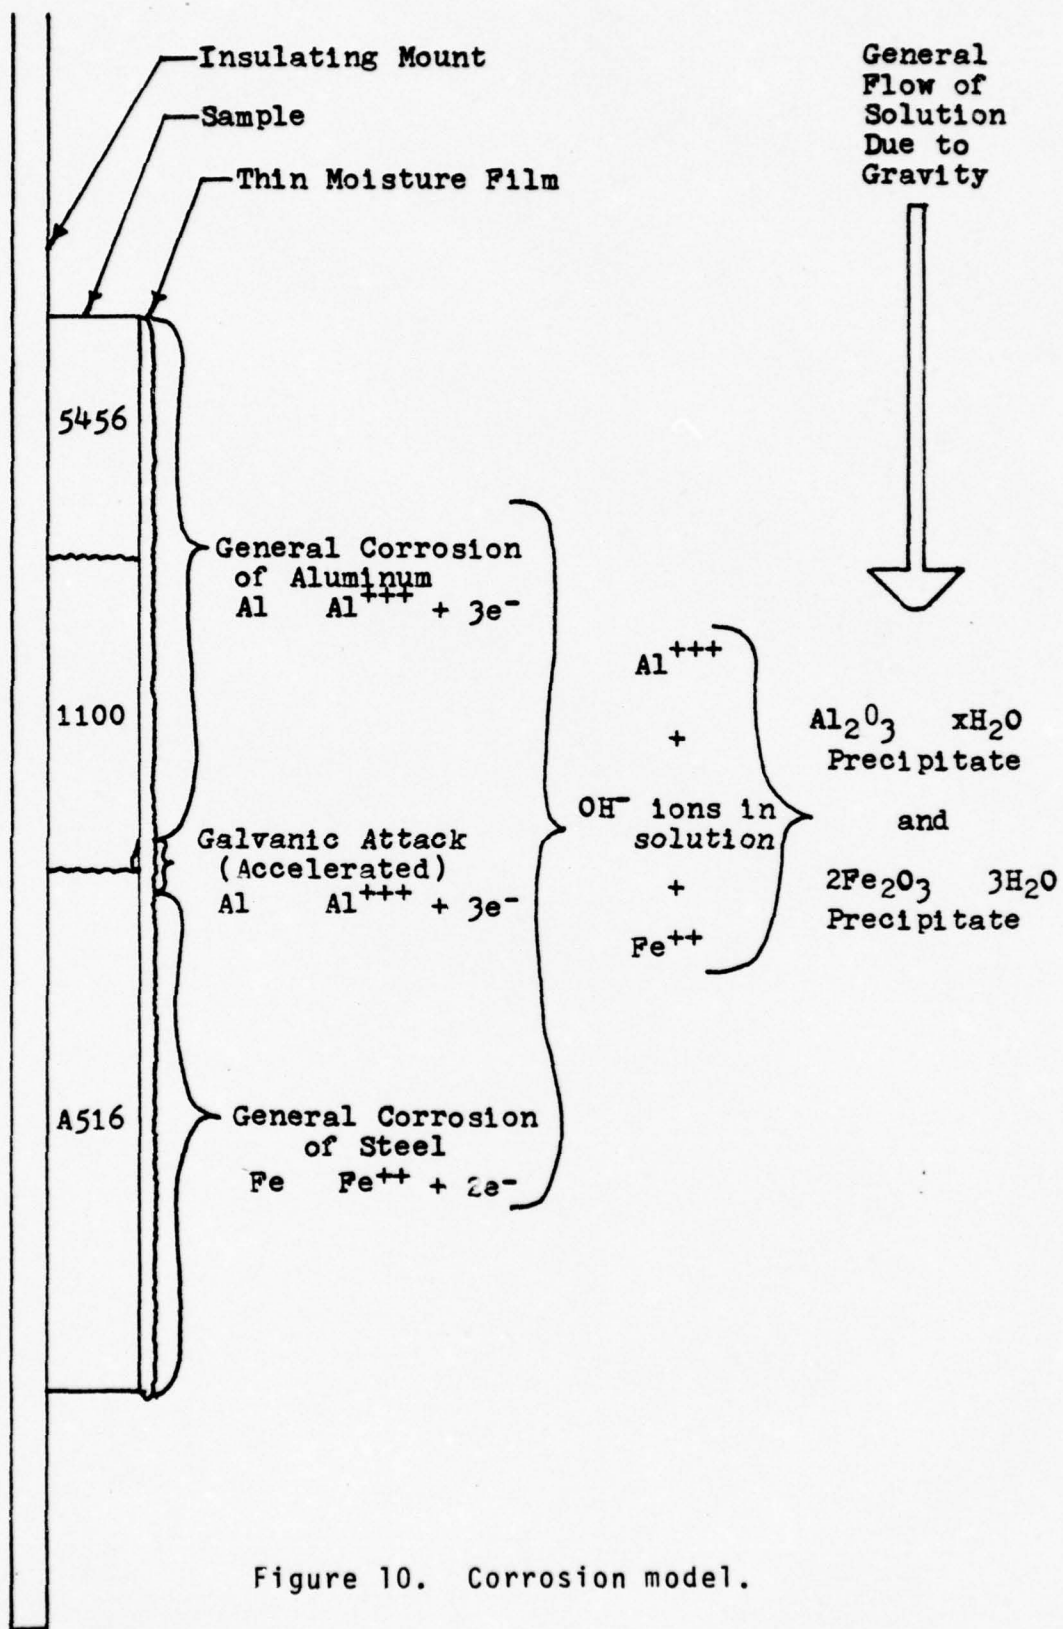 Insulating Mount
Sample
Thin Moisture Film
General
Flow of
Solution
Due to
Gravity
5456
1100
A516
General Corrosion
of Aluminum
Al Al+++ + 3e-
Galvanic Attack
(Accelerated)
Al Al+++ + 3e-
General Corrosion
of Steel
Fe Fe++ + 2e-
Al+++
+
OH- ions in
solution
+
Fe++
Al2O3 xH2O
Precipitate
and
2Fe2O3 3H2O
Precipitate
Figure 10. Corrosion model.